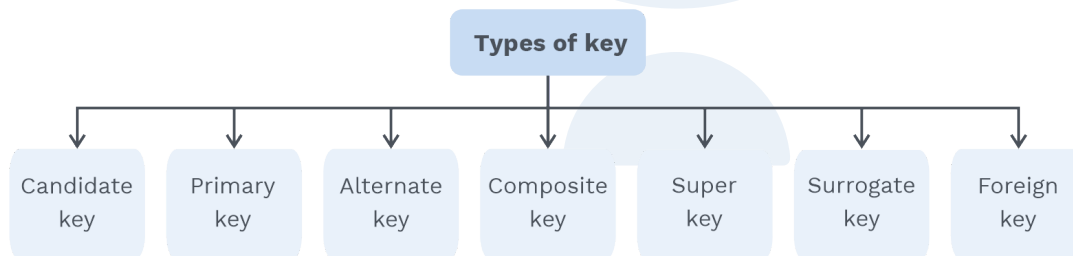 Types of key
Candidate
key
Primary
key
Alternate
key
Composite
key
Super
key
Surrogate
key
Foreign
key